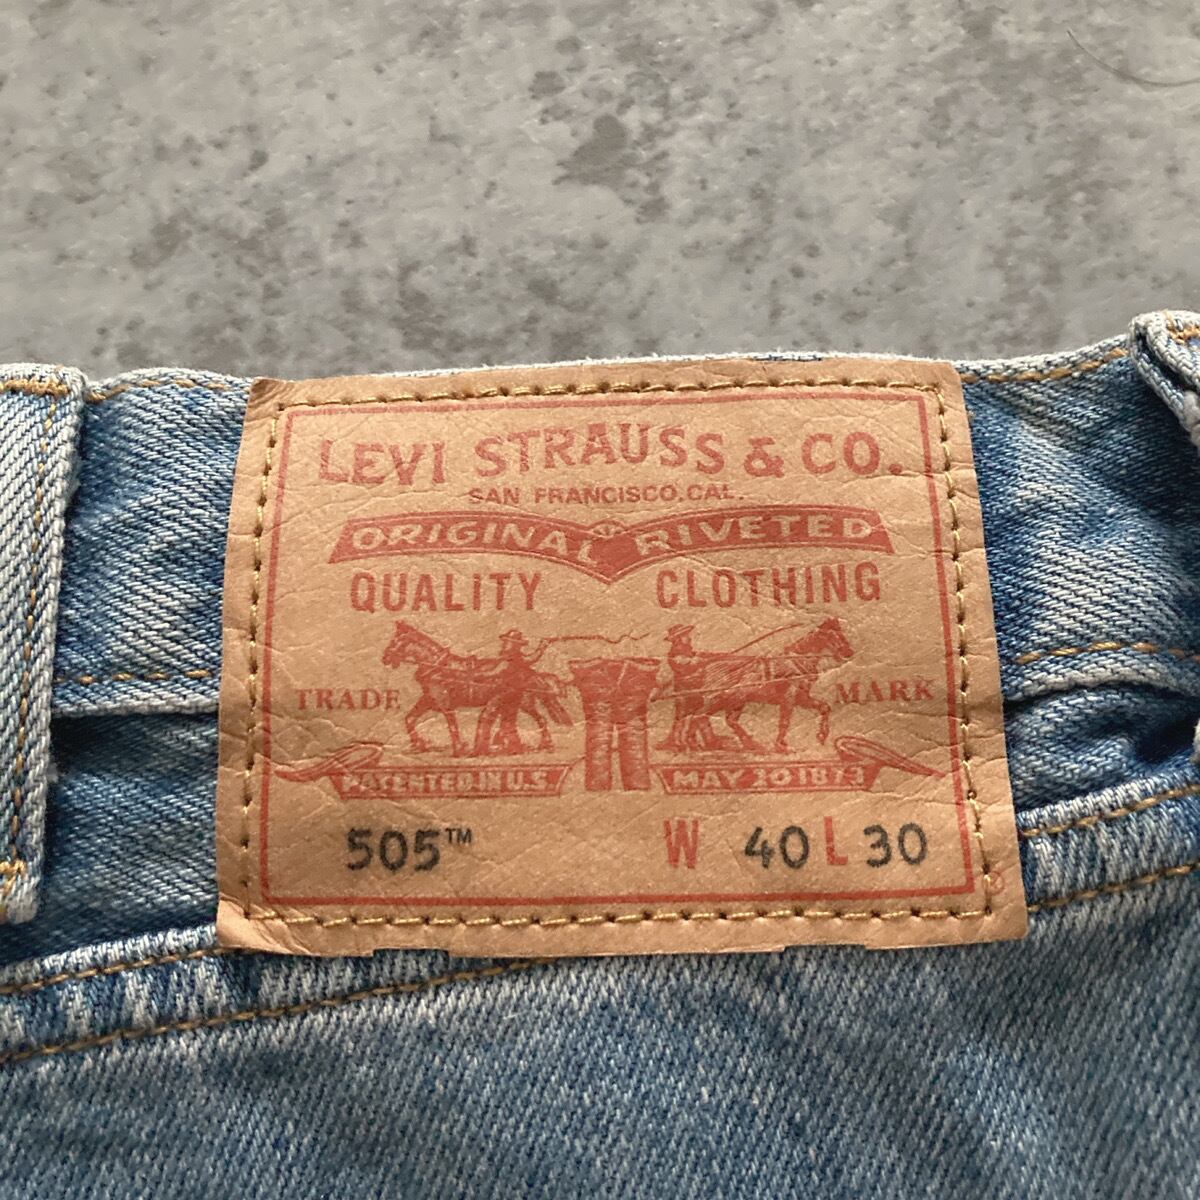 LEVI STRAUSS & CO.
SAN FRANCISCO, CAL.
ORIGINAL RIVETED
QUALITY CLOTHING
TRADE MARK
PATENTED IN U.S. MAY 20 1873
505™ W 40 L 30
®